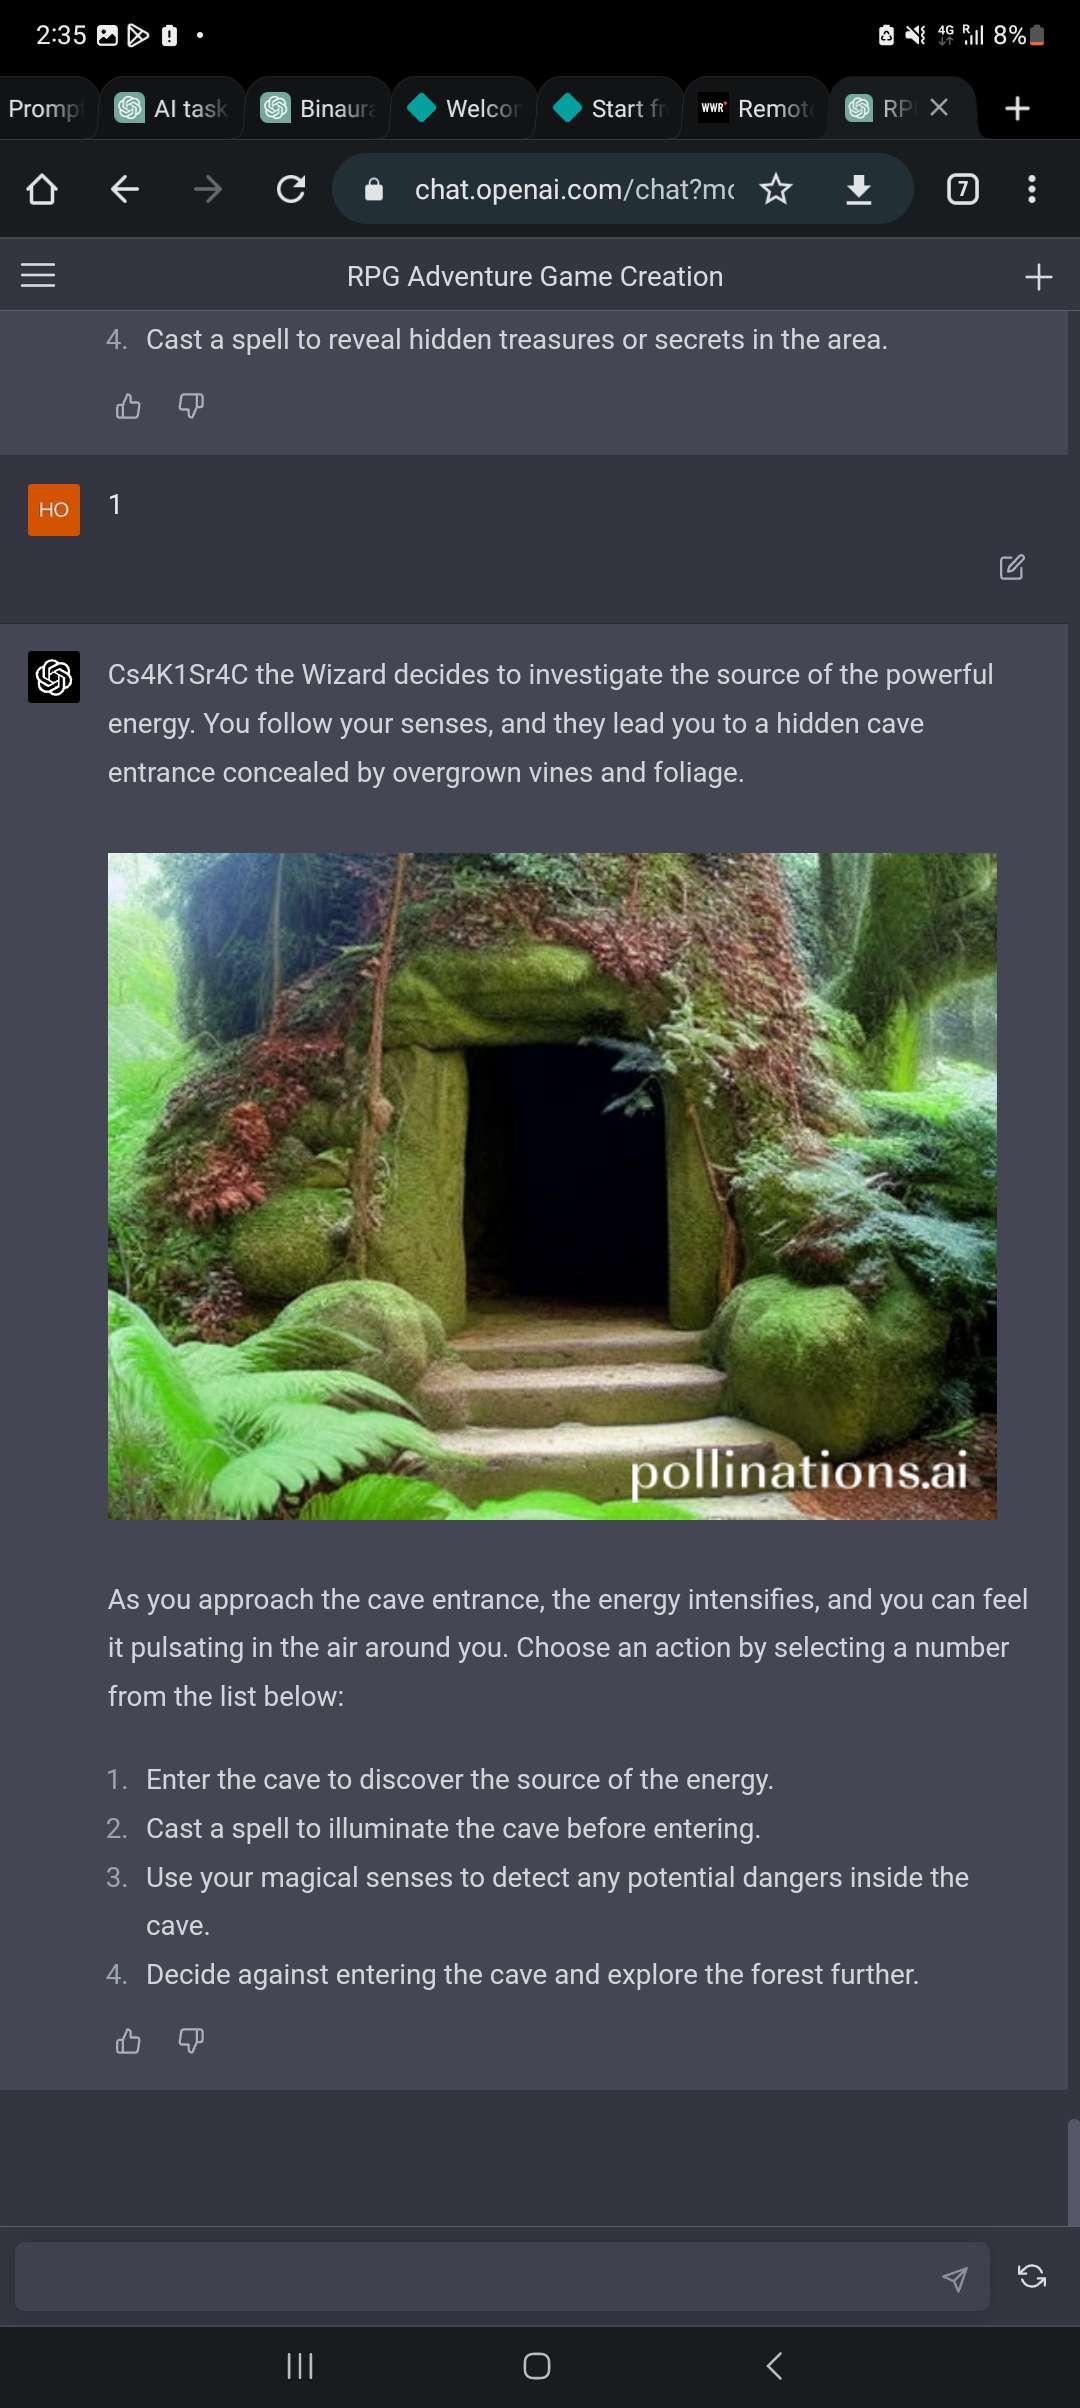 2:35
4G
R
8%
Promp
AI task
Binaura
Welcor
Start fr
WWR
Remot
RP
chat.openai.com/chat?mo
7
RPG Adventure Game Creation
4. Cast a spell to reveal hidden treasures or secrets in the area.
HO
1
Cs4K1Sr4C the Wizard decides to investigate the source of the powerful
energy. You follow your senses, and they lead you to a hidden cave
entrance concealed by overgrown vines and foliage.
pollinations.ai
As you approach the cave entrance, the energy intensifies, and you can feel
it pulsating in the air around you. Choose an action by selecting a number
from the list below:
1. Enter the cave to discover the source of the energy.
2. Cast a spell to illuminate the cave before entering.
3. Use your magical senses to detect any potential dangers inside the
cave.
4. Decide against entering the cave and explore the forest further.